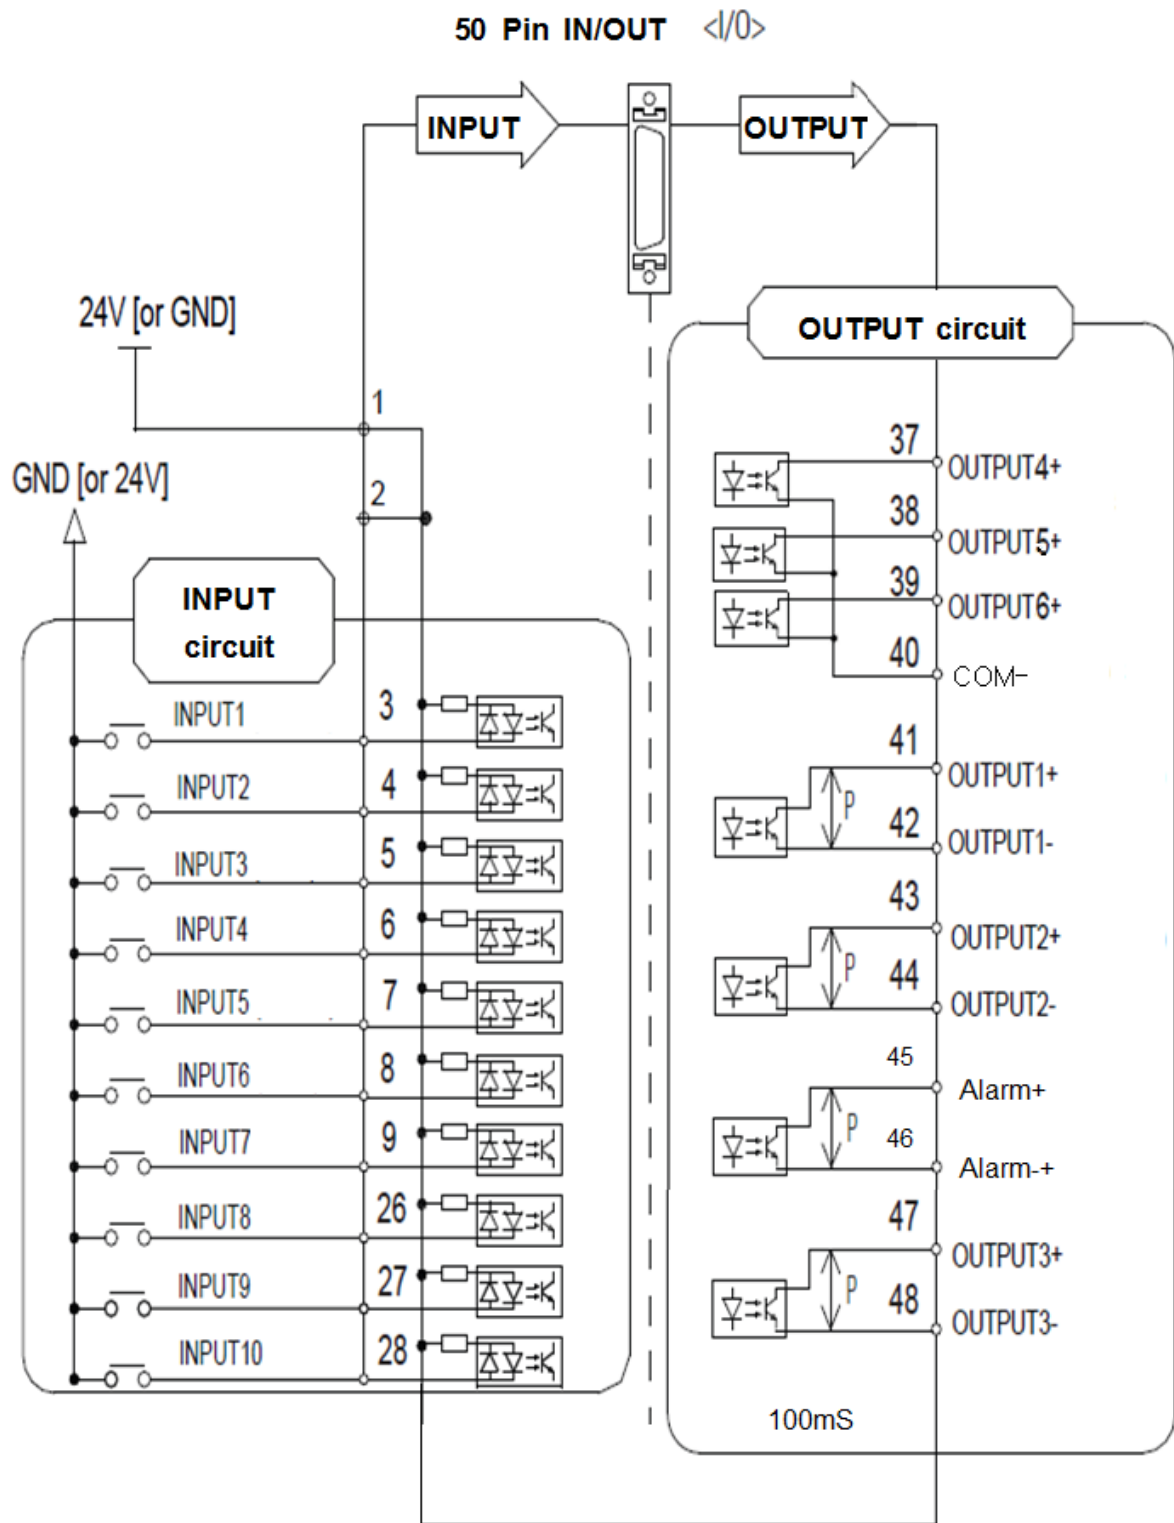 50 Pin IN/OUT <I/0>
INPUT
OUTPUT
24V [or GND]
1
GND [or 24V]
2
INPUT
circuit
INPUT1
3
INPUT2
4
INPUT3
5
INPUT4
6
INPUT5
7
INPUT6
8
INPUT7
9
INPUT8
26
INPUT9
27
INPUT10
28
OUTPUT circuit
37
OUTPUT4+
38
OUTPUT5+
39
OUTPUT6+
40
COM-
41
OUTPUT1+
P
42
OUTPUT1-
43
OUTPUT2+
P
44
OUTPUT2-
45
Alarm+
P
46
Alarm-+
47
OUTPUT3+
P
48
OUTPUT3-
100mS